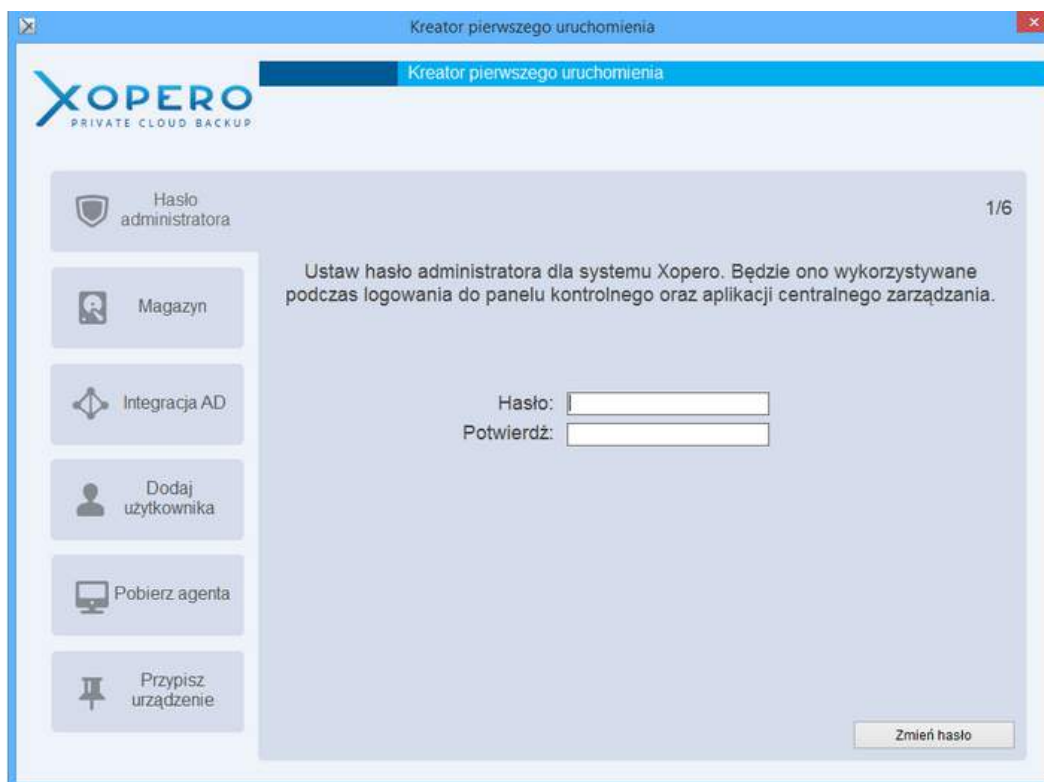 Kreator pierwszego uruchomienia
Kreator pierwszego uruchomienia
XOPERO
PRIVATE CLOUD BACKUP
Hasło
administratora
1/6
Ustaw hasło administratora dla systemu Xopero. Będzie ono wykorzystywane
podczas logowania do panelu kontrolnego oraz aplikacji centralnego zarządzania.
Magazyn
Integracja AD
Hasło:
Potwierdź:
Dodaj
użytkownika
Pobierz agenta
Przypisz
urządzenie
Zmień hasło